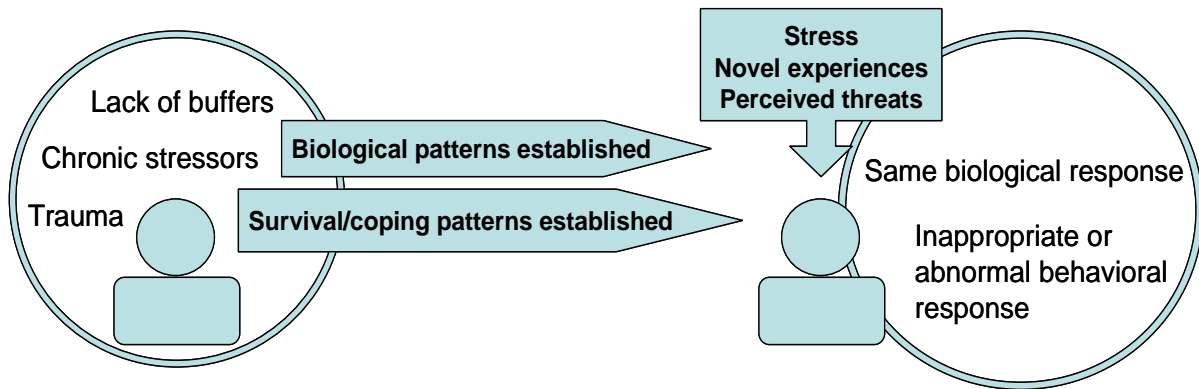 Lack of buffers
Chronic stressors
Trauma
Biological patterns established
Survival/coping patterns established
Stress
Novel experiences
Perceived threats
Same biological response
Inappropriate or
abnormal behavioral
response